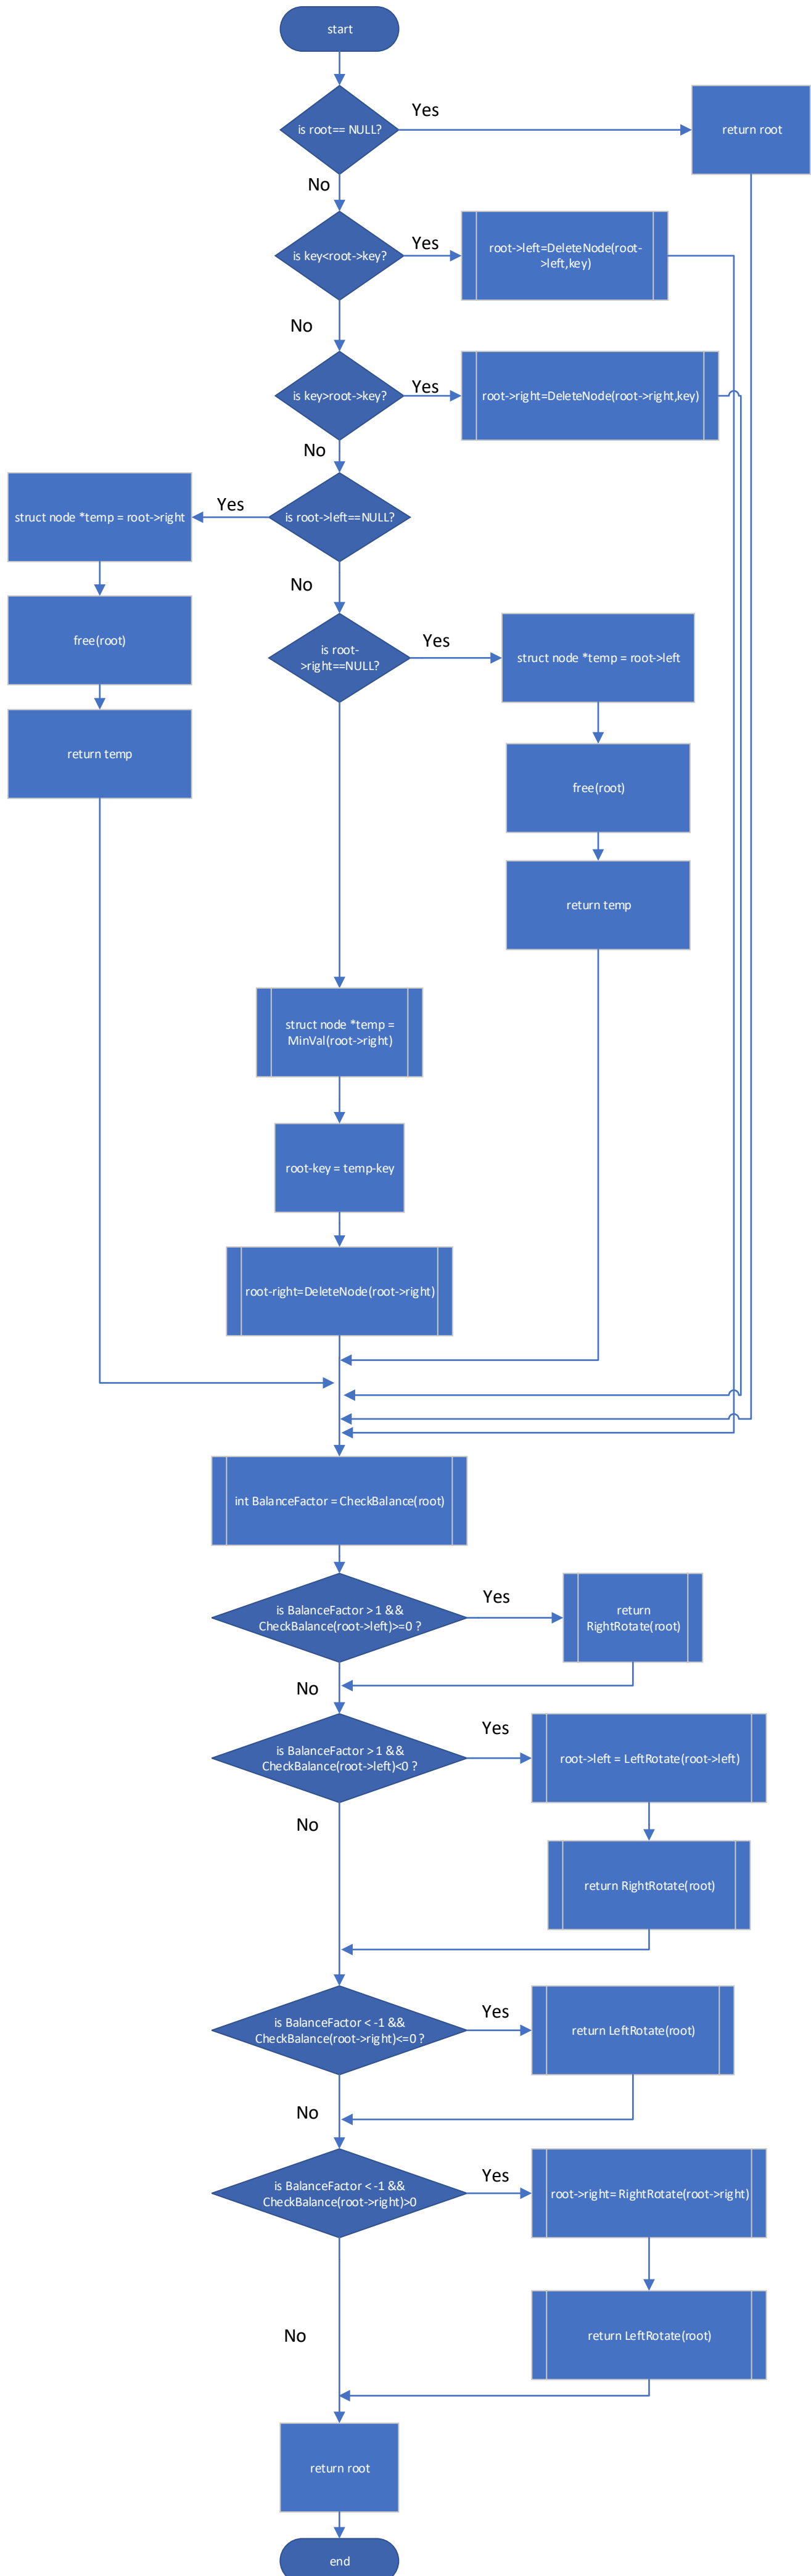 start
is root== NULL?
Yes
return root
No
is key<root->key?
Yes
root->left=DeleteNode(root-
>left,key)
No
is key>root->key?
Yes
root->right=DeleteNode(root->right,key)
No
is root->left==NULL?
Yes
struct node *temp = root->right
free(root)
return temp
No
is root-
>right==NULL?
Yes
struct node *temp = root->left
free(root)
return temp
struct node *temp =
MinVal(root->right)
root-key = temp-key
root-right=DeleteNode(root->right)
int BalanceFactor = CheckBalance(root)
is BalanceFactor > 1 &&
CheckBalance(root->left)>=0 ?
Yes
return
RightRotate(root)
No
is BalanceFactor > 1 &&
CheckBalance(root->left)<0 ?
Yes
root->left = LeftRotate(root->left)
return RightRotate(root)
No
is BalanceFactor < -1 &&
CheckBalance(root->right)<=0 ?
Yes
return LeftRotate(root)
No
is BalanceFactor < -1 &&
CheckBalance(root->right)>0
Yes
root->right= RightRotate(root->right)
return LeftRotate(root)
No
return root
end